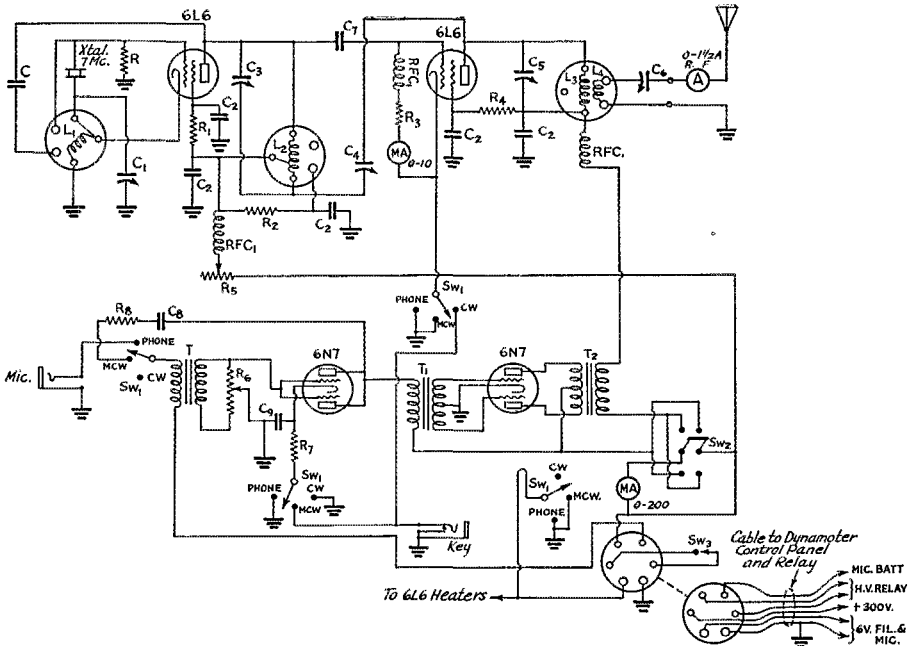 6L6
C7
6L6
Xtal.
7 Mc.
R
C
C3
RFC1
C5
L3
L4
C6
0-1½A
R. F.
A
L1
C2
R1
L2
C4
R3
R4
C2
C2
C1
C2
MA
0-10
RFC1
R2
C2
RFC1
R5
Sw1
PHONE
CW
MCW
R8
C8
PHONE
MCW
Sw1
CW
Mic.
T
R6
C9
6N7
R7
T1
6N7
T2
Sw2
Sw1
PHONE
CW
MCW
CW
Sw1
MCW.
PHONE
MA
0-200
Key
Sw3
Cable to Dynamoter
Control Panel
and Relay
To 6L6 Heaters
MIC. BATT
H.V. RELAY
+ 300V.
6V. FIL. &
MIC.